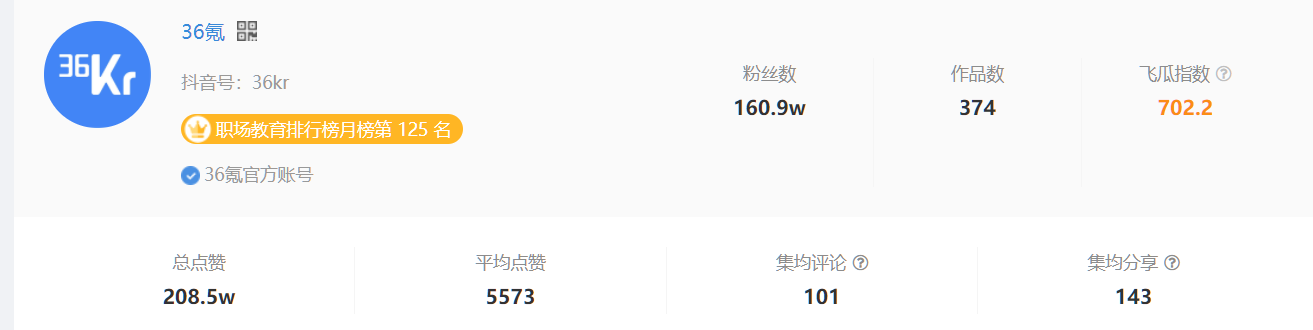 36Kr
36氪
抖音号：36kr
职场教育排行榜月榜第 125 名
36氪官方账号
粉丝数
160.9w
作品数
374
飞瓜指数 ?
702.2
总点赞
208.5w
平均点赞
5573
集均评论 ?
101
集均分享 ?
143